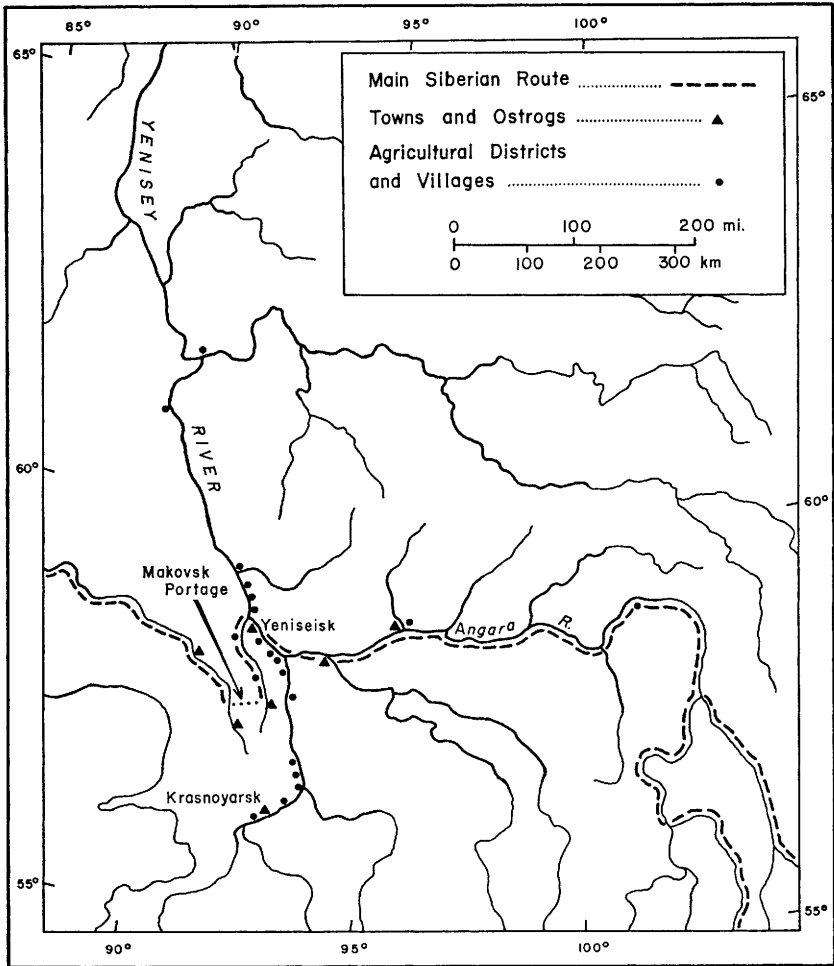 85° 90° 95° 100°
65°
65°
Main Siberian Route
Towns and Ostrogs
Agricultural Districts
and Villages
0 100 200 mi.
0 100 200 300 km
YENISEY
RIVER
60°
60°
Makovsk
Portage
Yeniseisk
Angara R.
Krasnoyarsk
55°
55°
90° 95° 100°